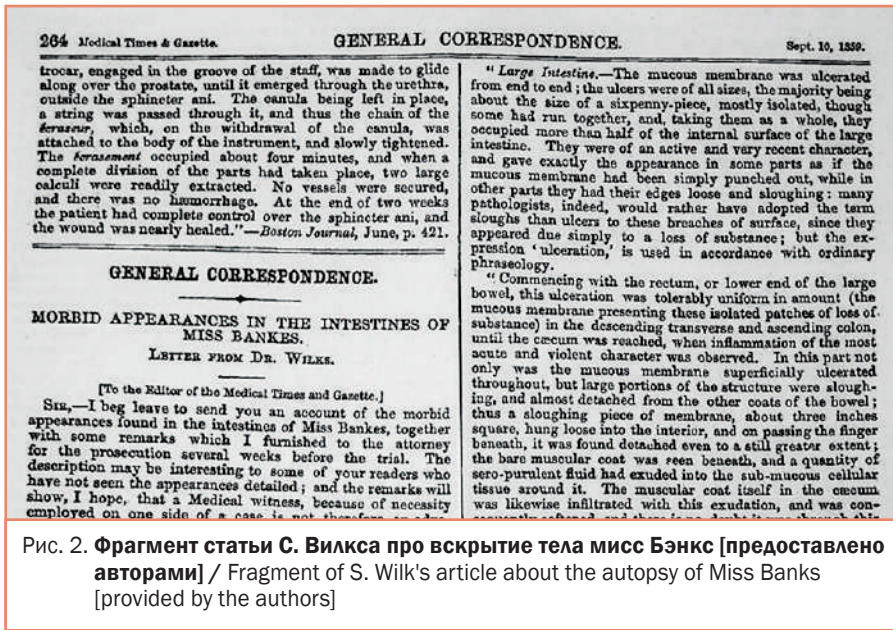 264 Medical Times & Gazette.
GENERAL CORRESPONDENCE.
Sept. 10, 1859.
trocar, engaged in the groove of the staff, was made to glide
along over the prostate, until it emerged through the urethra,
outside the sphincter ani. The canula being left in place,
a string was passed through it, and thus the chain of the
écraseur, which, on the withdrawal of the canula, was
attached to the body of the instrument, and slowly tightened.
The écrasement occupied about four minutes, and when a
complete division of the parts had taken place, two large
calculi were readily extracted. No vessels were secured,
and there was no hæmorrhage. At the end of two weeks
the patient had complete control over the sphincter ani, and
the wound was nearly healed."—Boston Journal, June, p. 421.
GENERAL CORRESPONDENCE.
MORBID APPEARANCES IN THE INTESTINES OF
MISS BANKES.
LETTER FROM DR. WILKS.
[To the Editor of the Medical Times and Gazette.]
SIR,—I beg leave to send you an account of the morbid
appearances found in the intestines of Miss Bankes, together
with some remarks which I furnished to the attorney
for the prosecution several weeks before the trial. The
description may be interesting to some of your readers who
have not seen the appearances detailed; and the remarks will
show, I hope, that a Medical witness, because of necessity
employed on one side of a case is not therefore an
"Large Intestine.—The mucous membrane was ulcerated
from end to end; the ulcers were of all sizes, the majority being
about the size of a sixpenny-piece, mostly isolated, though
some had run together, and, taking them as a whole, they
occupied more than half of the internal surface of the large
intestine. They were of an active and very recent character,
and gave exactly the appearance in some parts as if the
mucous membrane had been simply punched out, while in
other parts they had their edges loose and sloughing: many
pathologists, indeed, would rather have adopted the term
sloughs than ulcers to these breaches of surface, since they
appeared due simply to a loss of substance; but the ex-
pression 'ulceration,' is used in accordance with ordinary
phraseology.
"Commencing with the rectum, or lower end of the large
bowel, this ulceration was tolerably uniform in amount (the
mucous membrane presenting these isolated patches of loss of
substance) in the descending transverse and ascending colon,
until the cæcum was reached, when inflammation of the most
acute and violent character was observed. In this part not
only was the mucous membrane superficially ulcerated
throughout, but large portions of the structure were slough-
ing, and almost detached from the other coats of the bowel;
thus a sloughing piece of membrane, about three inches
square, hung loose into the interior, and on passing the finger
beneath, it was found detached even to a still greater extent;
the bare muscular coat was seen beneath, and a quantity of
sero-purulent fluid had exuded into the sub-mucous cellular
tissue around it. The muscular coat itself in the cæcum
was likewise infiltrated with this exudation, and was con-
Рис. 2. Фрагмент статьи С. Вилкса про вскрытие тела мисс Бэнкс [предоставлено
авторами] / Fragment of S. Wilk's article about the autopsy of Miss Banks
[provided by the authors]